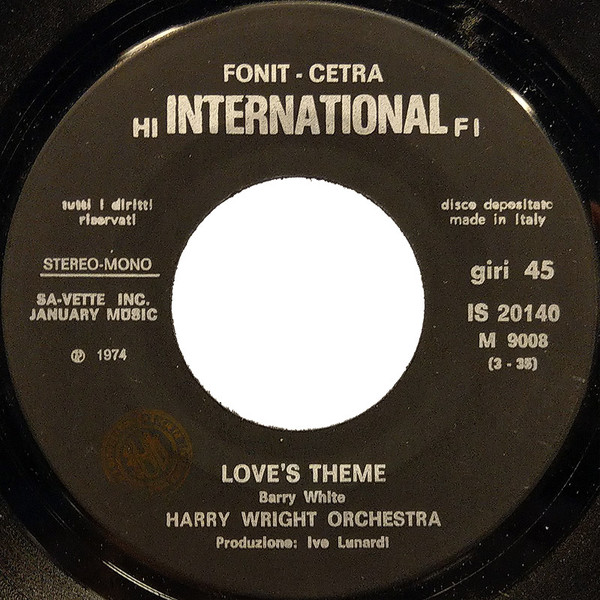 FONIT - CETRA
HI INTERNATIONAL FI
tutti i diritti
riservati
disco depositato
made in Italy
STEREO-MONO
giri 45
SA-VETTE INC.
JANUARY MUSIC
IS 20140
M 9008
(3 - 35)
℗ 1974
LOVE'S THEME
Barry White
HARRY WRIGHT ORCHESTRA
Produzione: Ivo Lunardi